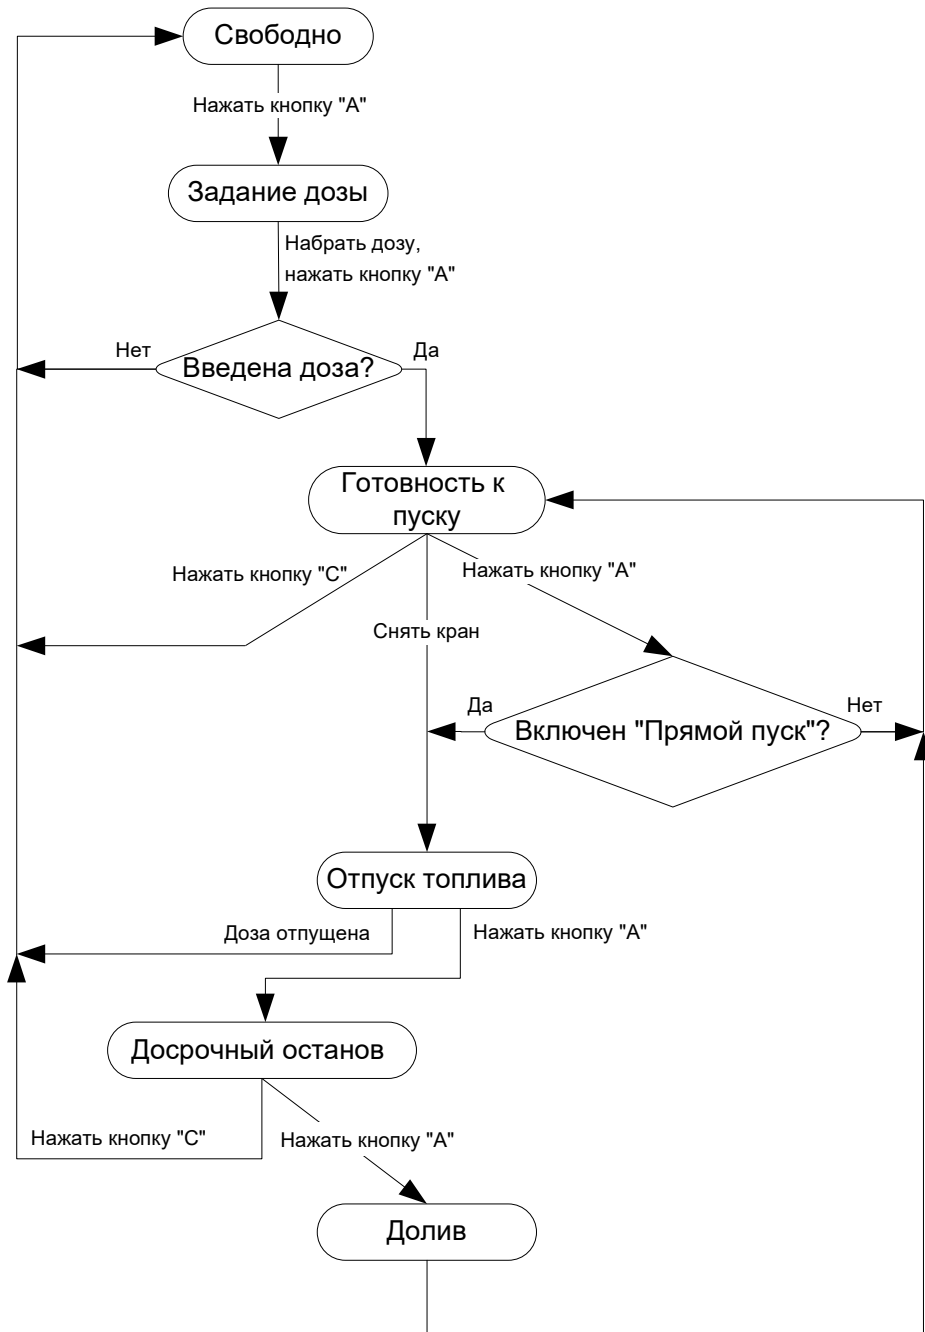 Свободно
Нажать кнопку "А"
Задание дозы
Набрать дозу,
нажать кнопку "А"
Нет
Да
Введена доза?
Готовность к
пуску
Нажать кнопку "С"
Нажать кнопку "А"
Снять кран
Да
Нет
Включен "Прямой пуск"?
Отпуск топлива
Доза отпущена
Нажать кнопку "А"
Досрочный останов
Нажать кнопку "С"
Нажать кнопку "А"
Долив